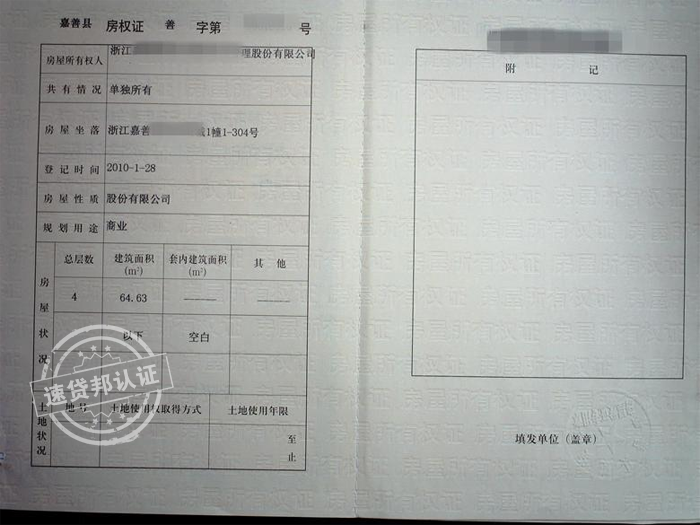 嘉善县 房权证 善 字第 号
房屋所有权人 浙江 理股份有限公司
共有情况 单独所有
房屋坐落 浙江嘉善 1幢1-304号
登记时间 2010-1-28
房屋性质 股份有限公司
规划用途 商业
房屋状况
总层数 建筑面积(m²) 套内建筑面积(m²) 其他
4 64.63 —— ——
以下 空白
土地状况
地号 土地使用权取得方式 土地使用年限
至
止
速贷邦认证
附记
填发单位（盖章）